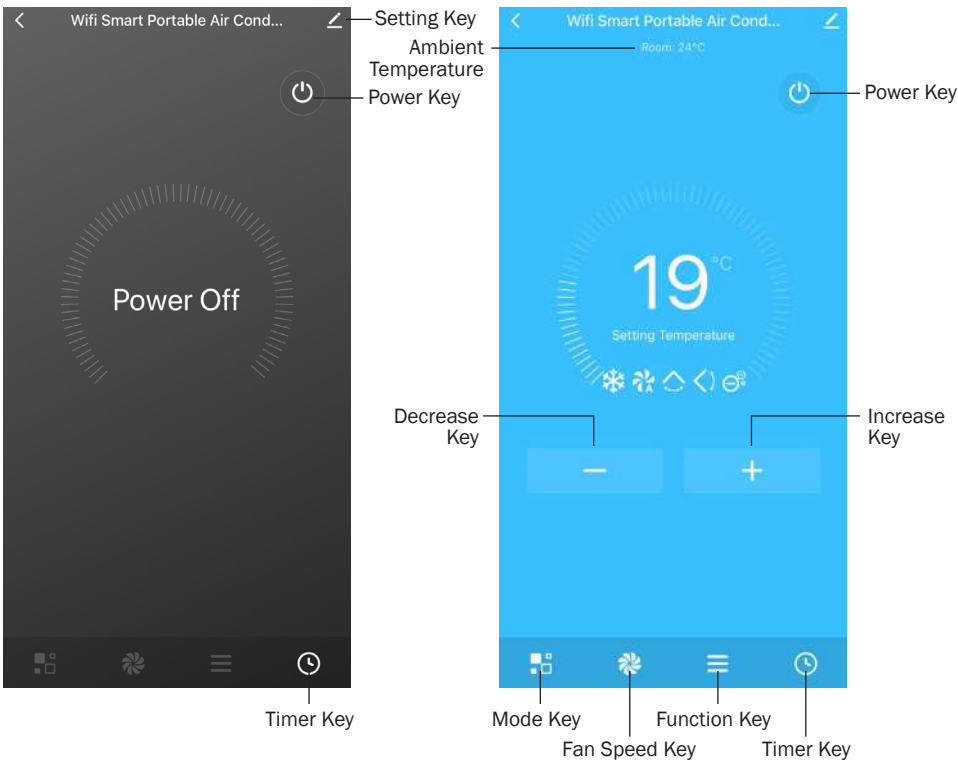 Wifi Smart Portable Air Cond...
Setting Key
Power Key
Power Off
Timer Key
Wifi Smart Portable Air Cond...
Ambient
Temperature
Room: 24°C
Power Key
19°C
Setting Temperature
A
Decrease
Key
Increase
Key
−
+
Mode Key
Function Key
Fan Speed Key
Timer Key